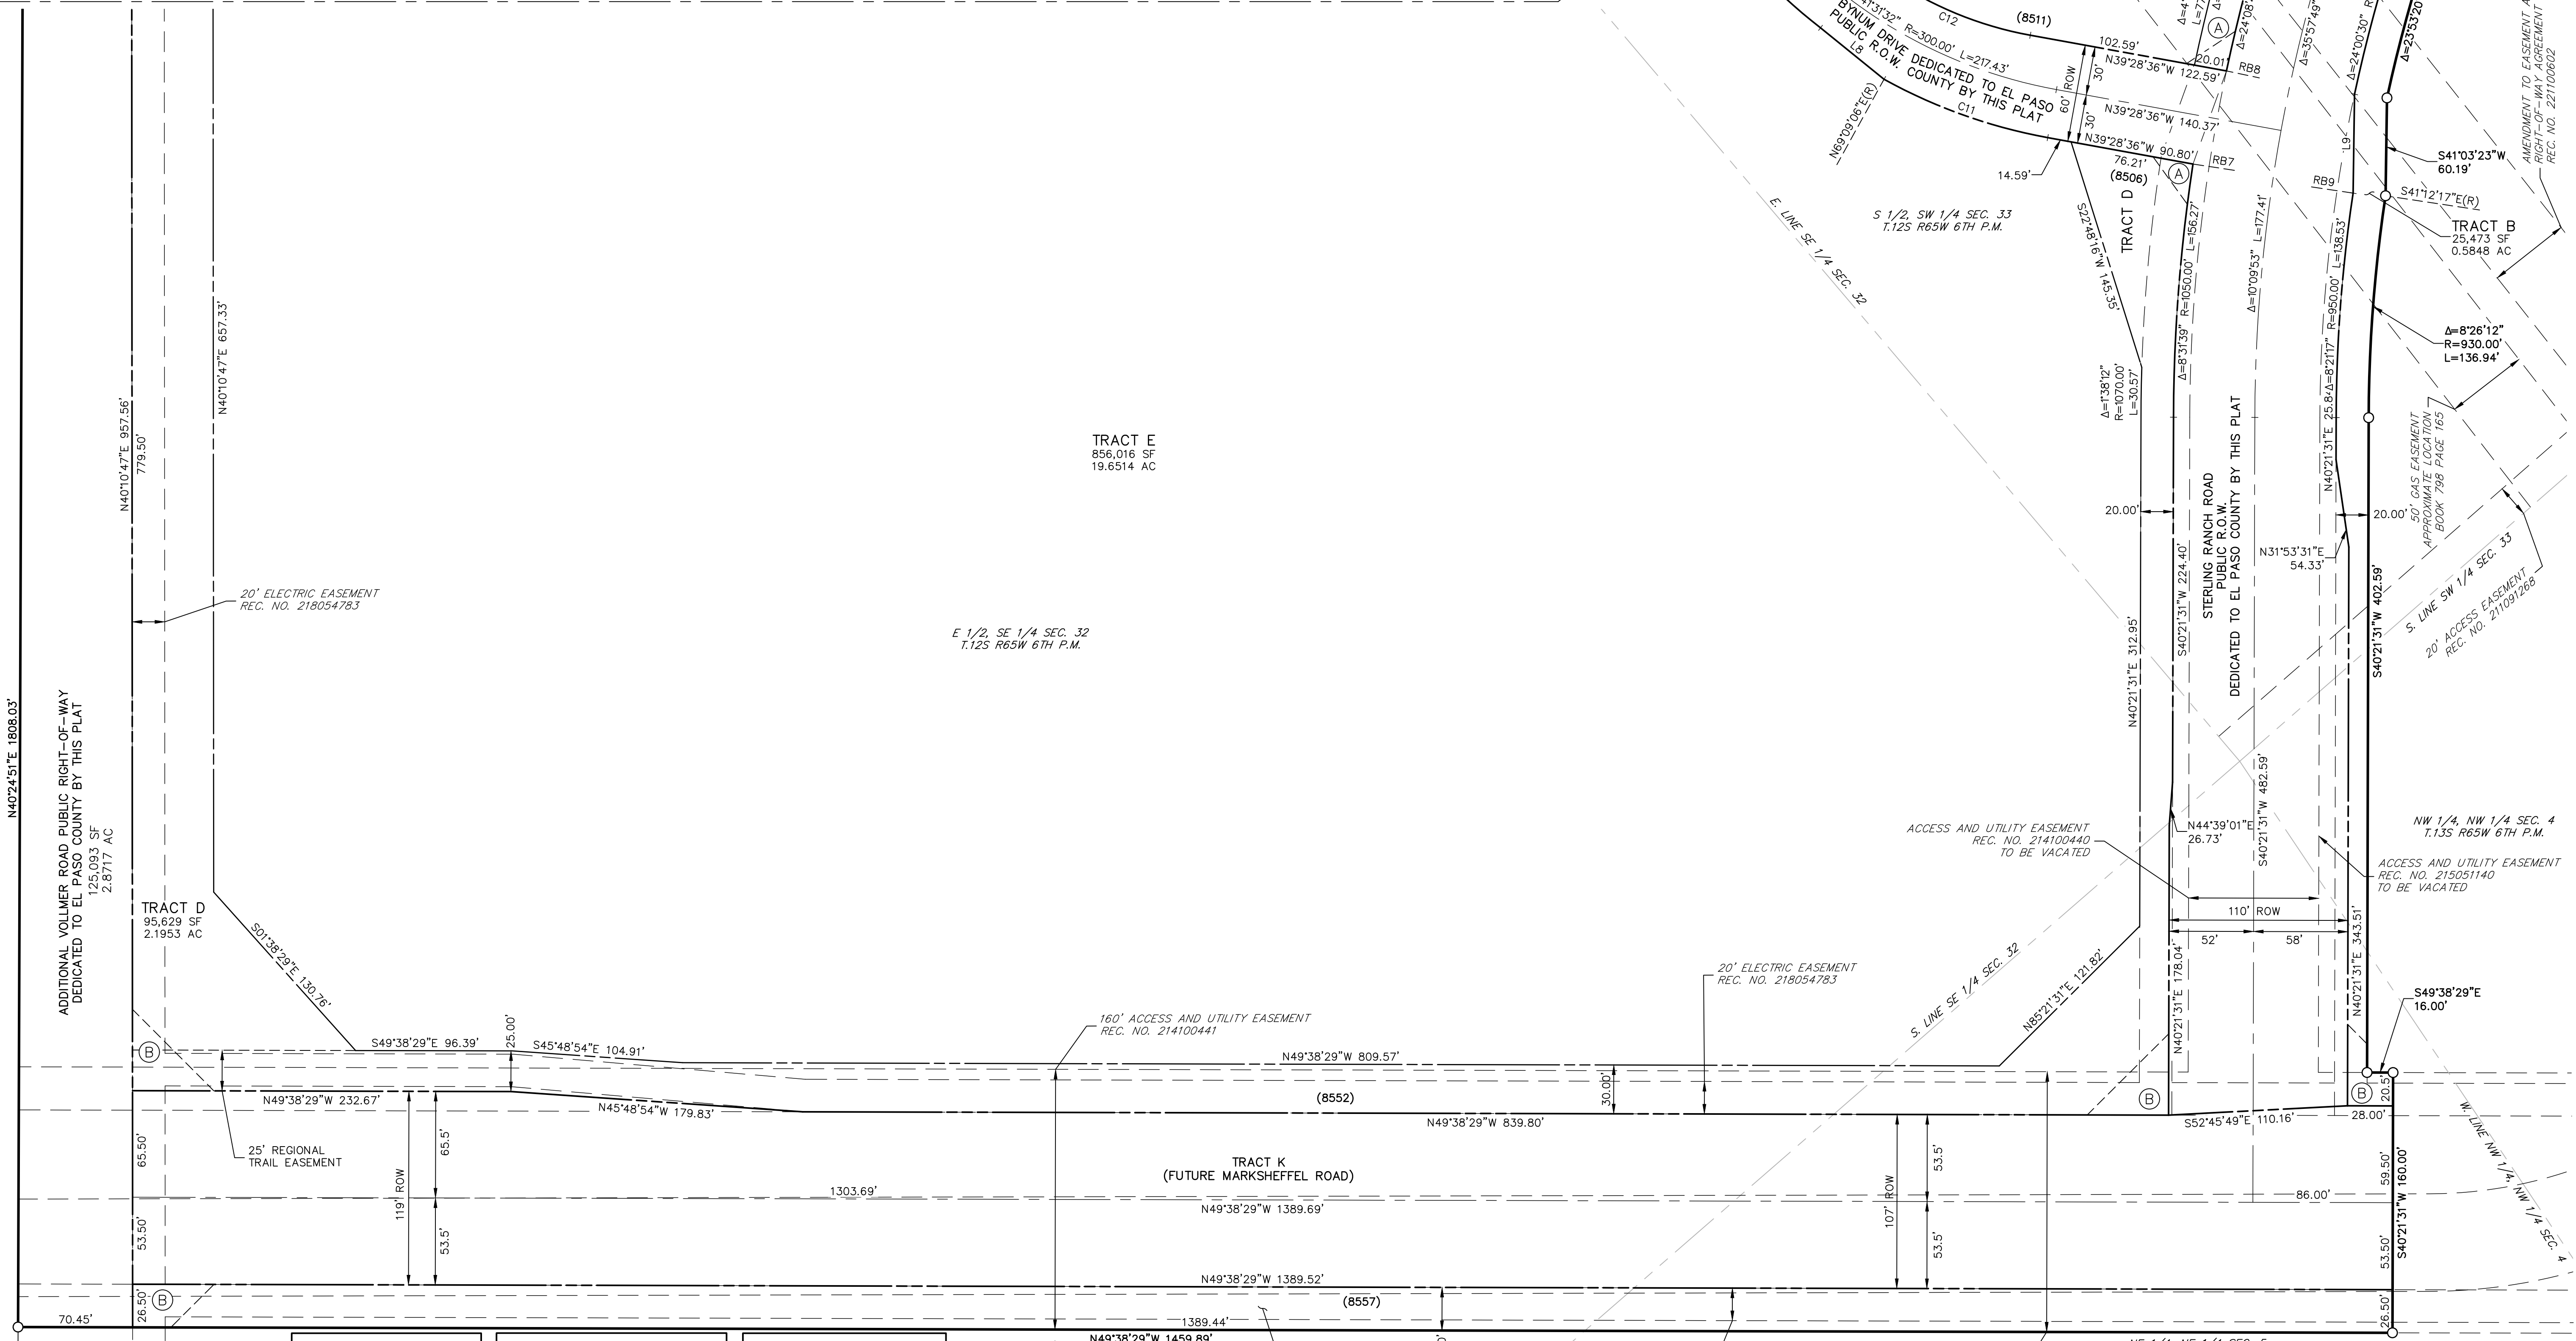 N40°24'51"E 1808.03'
ADDITIONAL VOLLMER ROAD PUBLIC RIGHT-OF-WAY
DEDICATED TO EL PASO COUNTY BY THIS PLAT
125,093 SF
2.8717 AC
N40°10'47"E 957.56'
779.50'
N40°10'47"E 657.33'
20' ELECTRIC EASEMENT
REC. NO. 218054783
TRACT D
95,629 SF
2.1953 AC
S01°38'29"E 130.76'
TRACT E
856,016 SF
19.6514 AC
E 1/2, SE 1/4 SEC. 32
T.12S R65W 6TH P.M.
E. LINE SE 1/4 SEC. 32
S 1/2, SW 1/4 SEC. 33
T.12S R65W 6TH P.M.
BYNUM DRIVE DEDICATED TO EL PASO
PUBLIC R.O.W. COUNTY BY THIS PLAT
R=300.00' L=217.43'
C12
L8
C11
(8511)
102.59'
N39°28'36"W 122.59'
20.01'
RB8
A
60' ROW
30'
30'
N39°28'36"W 140.37'
N39°28'36"W 90.80'
76.21'
(8506)
RB7
A
14.59'
N69°09'06"E(R)
S22°48'16"W 145.35'
TRACT D
Δ=8°31'39" R=1050.00' L=156.27'
Δ=10°09'53" L=177.41'
Δ=35°57'49"
Δ=24°08'
Δ=24°00'30"
Δ=23°53'20"
L9
RB9
R=950.00' L=138.53'
Δ=8°21'17"
N40°21'31"E 25.84'
S41°03'23"W
60.19'
S41°12'17"E(R)
TRACT B
25,473 SF
0.5848 AC
Δ=8°26'12"
R=930.00'
L=136.94'
RIGHT-OF-WAY AGREEMENT
REC. NO. 221100602
AMENDMENT TO EASEMENT
50' GAS EASEMENT
APPROXIMATE LOCATION
BOOK 798 PAGE 165
Δ=1°38'12"
R=1070.00'
L=30.57'
20.00'
20.00'
N31°53'31"E
54.33'
S. LINE SW 1/4 SEC. 33
20' ACCESS EASEMENT
REC. NO. 211091268
STERLING RANCH ROAD
PUBLIC R.O.W.
DEDICATED TO EL PASO COUNTY BY THIS PLAT
S40°21'31"W 224.40'
N40°21'31"E 312.95'
S40°21'31"W 402.59'
S40°21'31"W 482.59'
N44°39'01"E
26.73'
ACCESS AND UTILITY EASEMENT
REC. NO. 214100440
TO BE VACATED
NW 1/4, NW 1/4 SEC. 4
T.13S R65W 6TH P.M.
ACCESS AND UTILITY EASEMENT
REC. NO. 215051140
TO BE VACATED
110' ROW
52'
58'
N40°21'31"E 178.04'
N40°21'31"E 343.51'
S49°38'29"E
16.00'
N85°21'31"E 121.82'
S. LINE SE 1/4 SEC. 32
20' ELECTRIC EASEMENT
REC. NO. 218054783
160' ACCESS AND UTILITY EASEMENT
REC. NO. 214100441
B
S49°38'29"E 96.39'
25.00'
S45°48'54"E 104.91'
N49°38'29"W 809.57'
30.00'
(8552)
B
B
20.5'
28.00'
S52°45'49"E 110.16'
N49°38'29"W 232.67'
N45°48'54"W 179.83'
N49°38'29"W 839.80'
25' REGIONAL
TRAIL EASEMENT
65.50'
119' ROW
65.5'
TRACT K
(FUTURE MARKSHEFFEL ROAD)
107' ROW
53.5'
59.50'
S40°21'31"W 160.00'
W. LINE NW 1/4, NW 1/4 SEC. 4
1303.69'
86.00'
N49°38'29"W 1389.69'
53.50'
53.5'
53.5'
53.50'
N49°38'29"W 1389.52'
(8557)
B
26.50'
26.50'
70.45'
1389.44'
N49°38'29"W 1459.89'